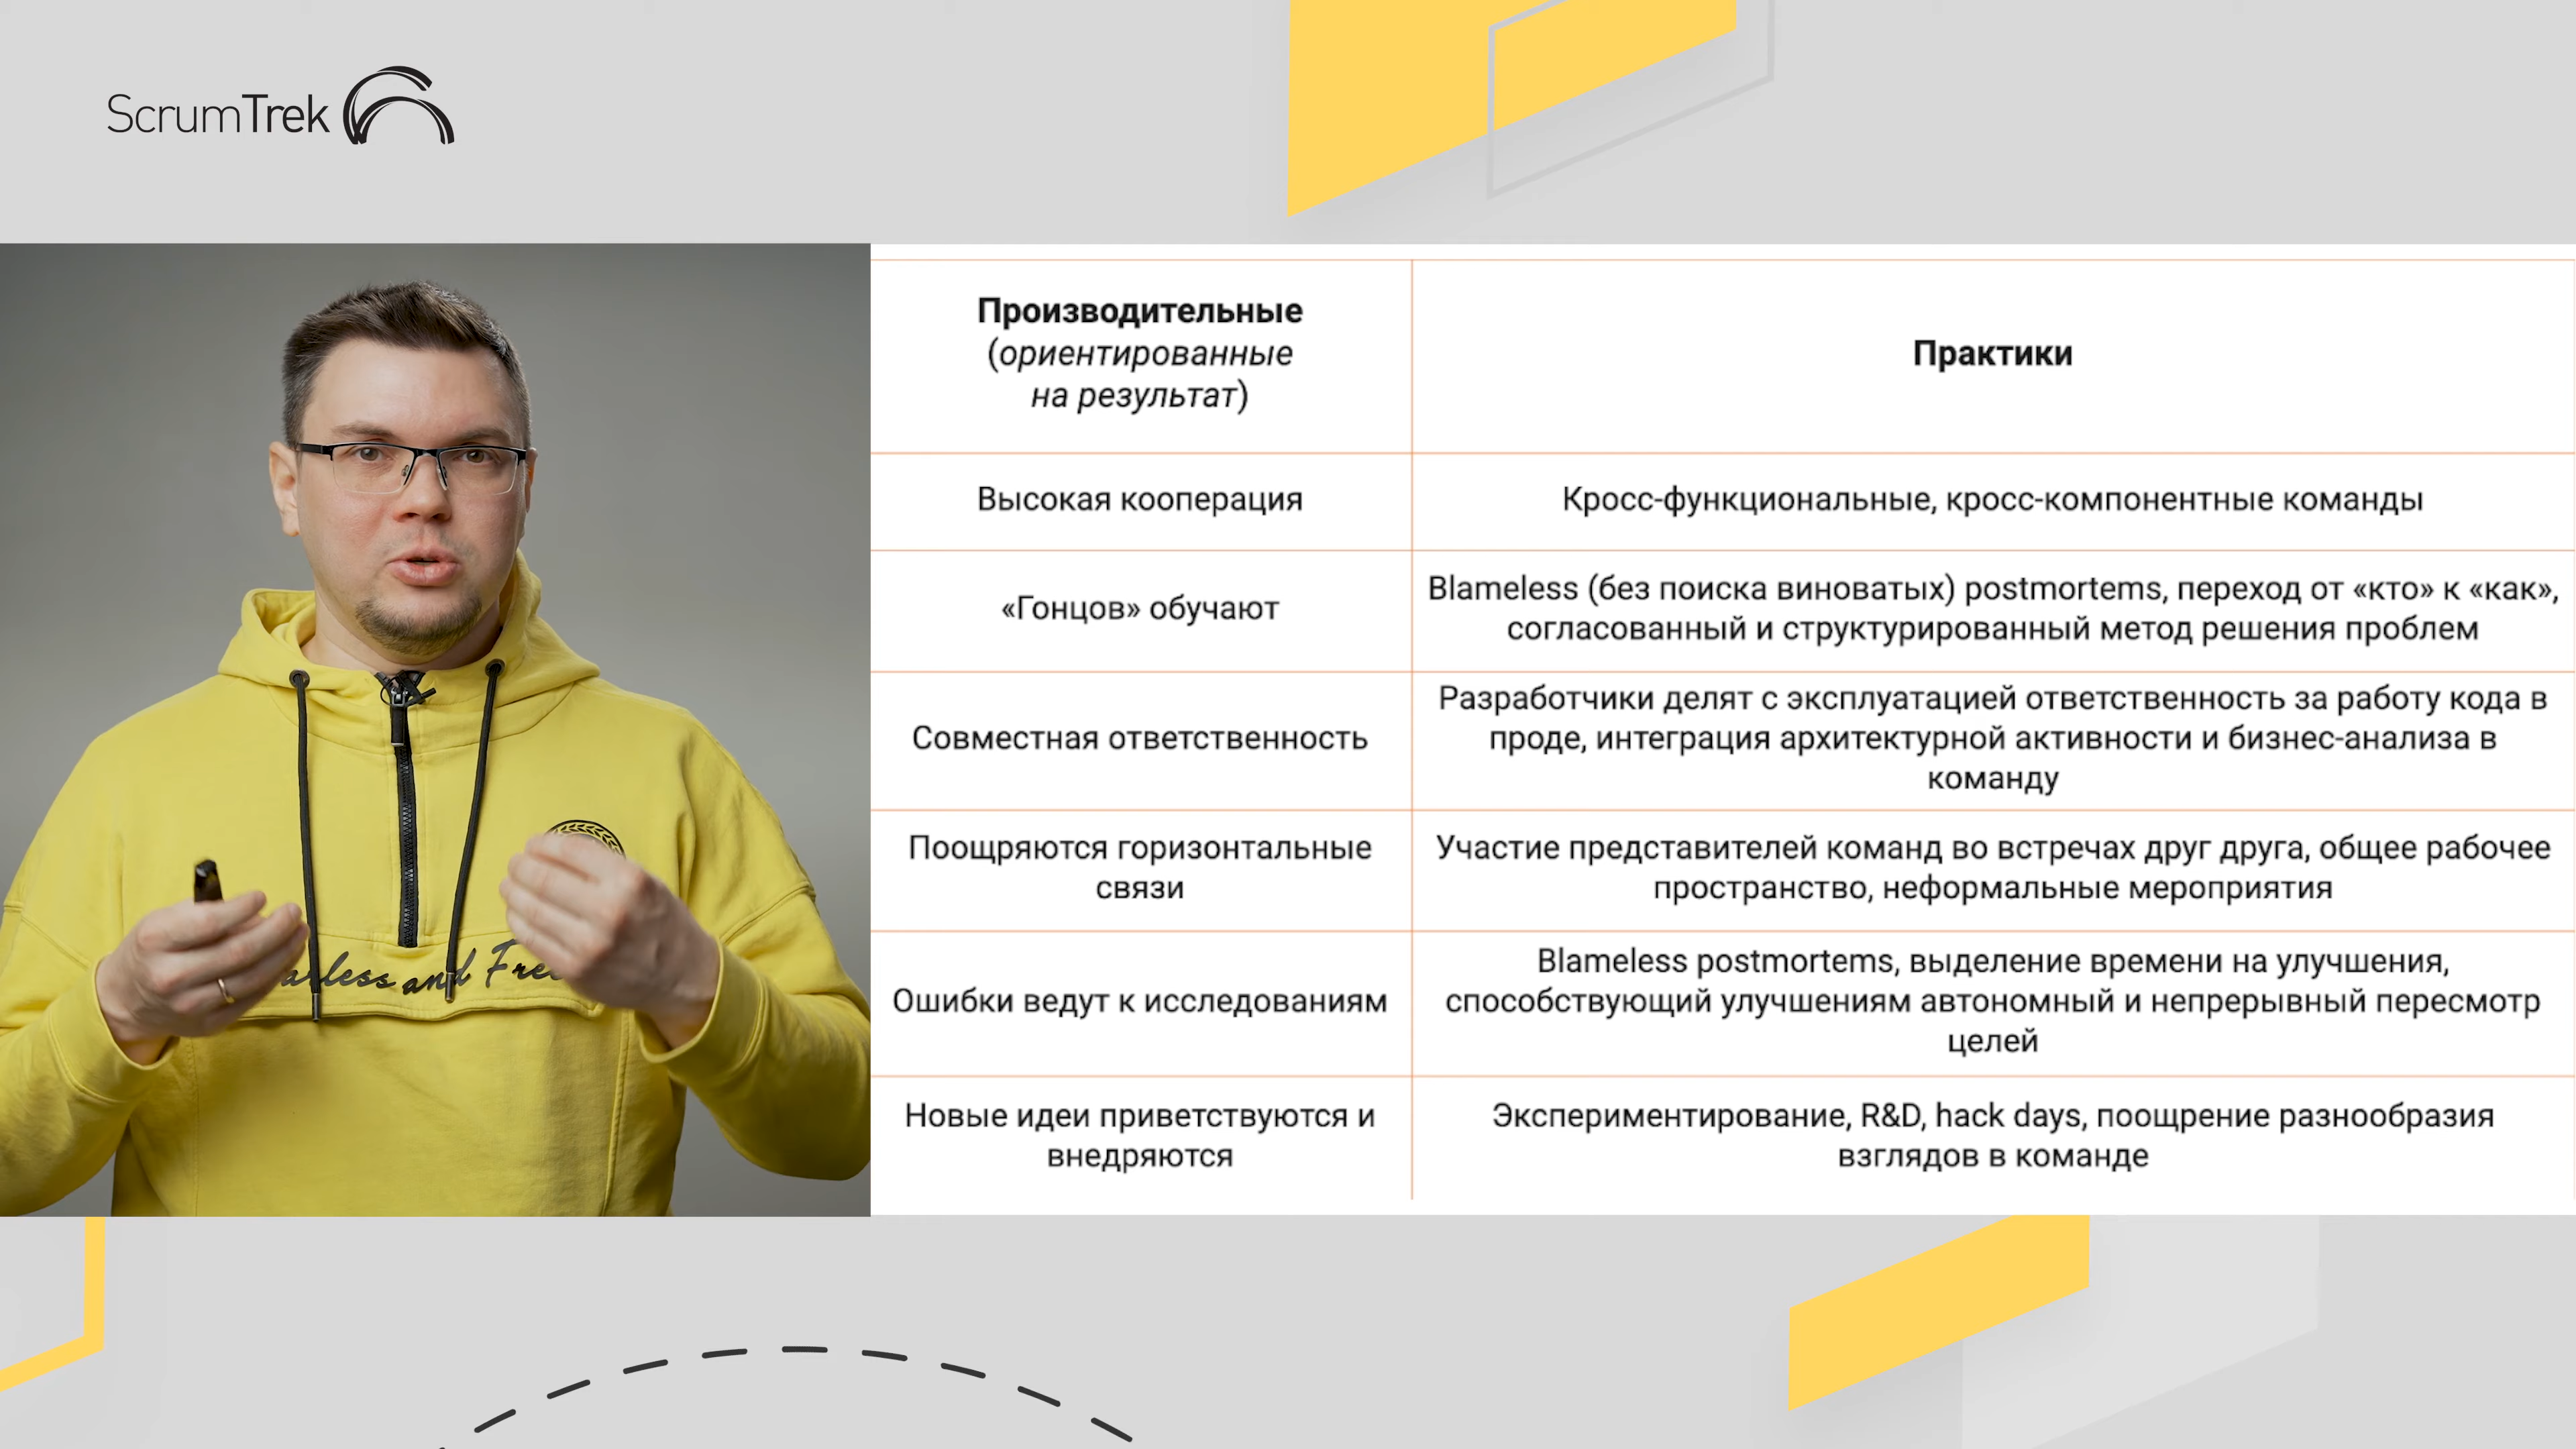 ScrumTrek
Производительные
(ориентированные
на результат)
Практики
Высокая кооперация
Кросс-функциональные, кросс-компонентные команды
«Гонцов» обучают
Blameless (без поиска виноватых) postmortems, переход от «кто» к «как»,
согласованный и структурированный метод решения проблем
Совместная ответственность
Разработчики делят с эксплуатацией ответственность за работу кода в
проде, интеграция архитектурной активности и бизнес-анализа в
команду
Поощряются горизонтальные
связи
Участие представителей команд во встречах друг друга, общее рабочее
пространство, неформальные мероприятия
Ошибки ведут к исследованиям
Blameless postmortems, выделение времени на улучшения,
способствующий улучшениям автономный и непрерывный пересмотр
целей
Новые идеи приветствуются и
внедряются
Экспериментирование, R&D, hack days, поощрение разнообразия
взглядов в команде
and